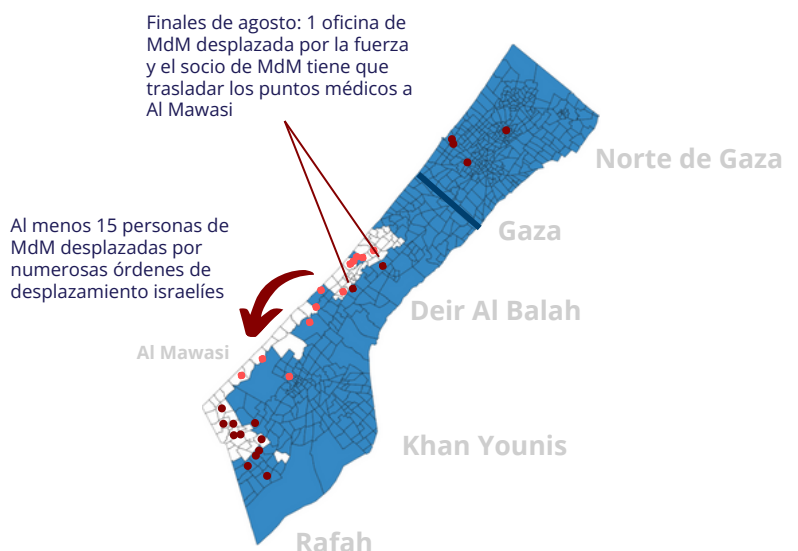 Finales de agosto: 1 oficina de
MdM desplazada por la fuerza
y el socio de MdM tiene que
trasladar los puntos médicos a
Al Mawasi
Norte de Gaza
Al menos 15 personas de
MdM desplazadas por
numerosas órdenes de
desplazamiento israelíes
Gaza
Deir Al Balah
Al Mawasi
Khan Younis
Rafah